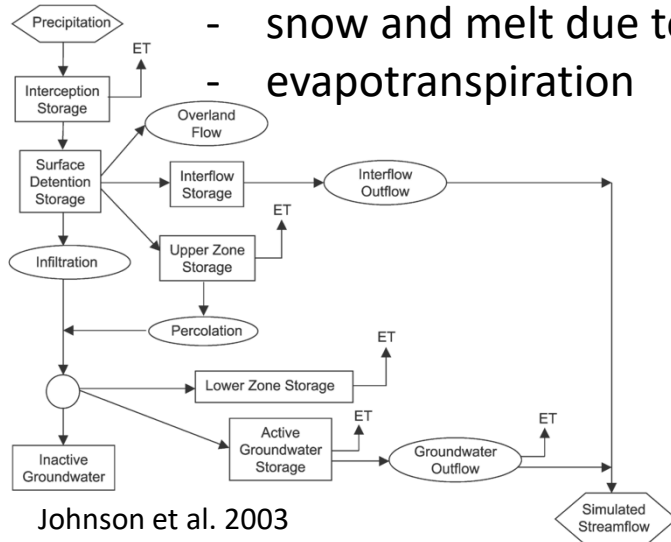 - snow and melt due to
- evapotranspiration
Precipitation
ET
Interception
Storage
Overland
Flow
Surface
Detention
Storage
Interflow
Storage
Interflow
Outflow
ET
Infiltration
Upper Zone
Storage
Percolation
ET
Lower Zone Storage
ET
ET
Active
Groundwater
Storage
Groundwater
Outflow
Inactive
Groundwater
Johnson et al. 2003
Simulated
Streamflow